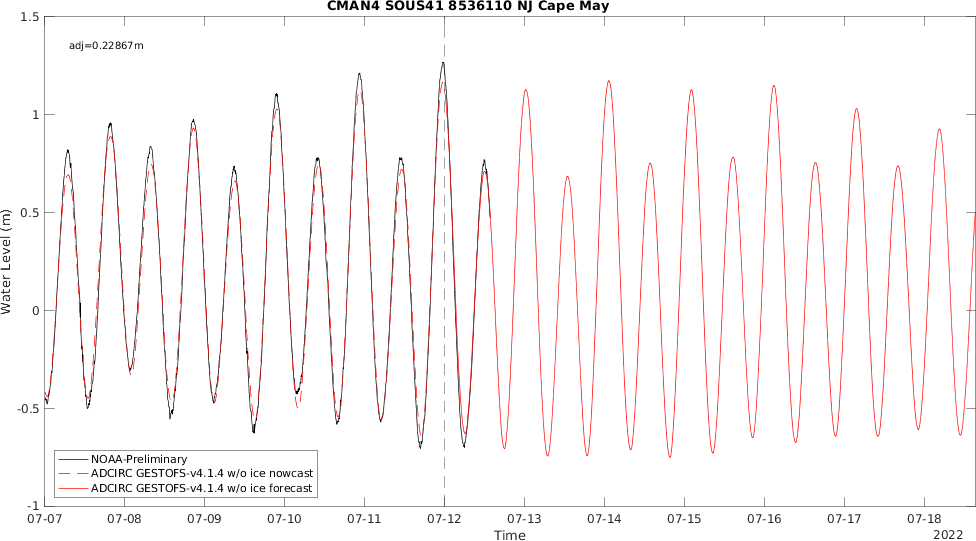 CMAN4 SOUS41 8536110 NJ Cape May
adj=0.22867m
1.5
1
0.5
0
-0.5
-1
Water Level (m)
NOAA-Preliminary
ADCIRC GESTOFS-v4.1.4 w/o ice nowcast
ADCIRC GESTOFS-v4.1.4 w/o ice forecast
07-07 07-08 07-09 07-10 07-11 07-12 07-13 07-14 07-15 07-16 07-17 07-18
Time
2022